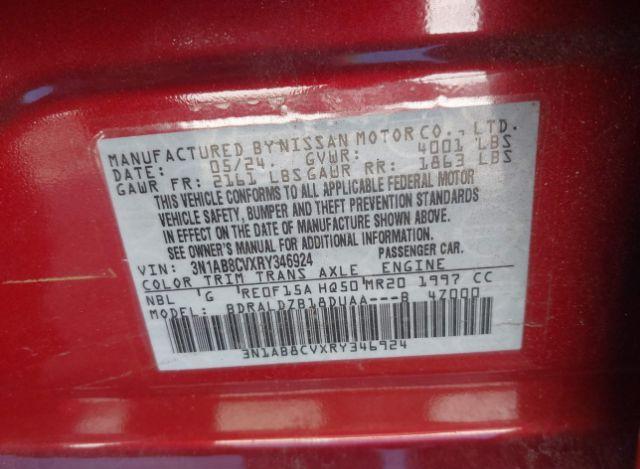 MANUFACTURED BY NISSAN MOTOR CO., LTD.
DATE: 05/24 GVWR: 4001 LBS
GAWR FR: 2161 LBS GAWR RR: 1863 LBS
THIS VEHICLE CONFORMS TO ALL APPLICABLE FEDERAL MOTOR
VEHICLE SAFETY, BUMPER AND THEFT PREVENTION STANDARDS
IN EFFECT ON THE DATE OF MANUFACTURE SHOWN ABOVE.
SEE OWNER'S MANUAL FOR ADDITIONAL INFORMATION.
VIN: 3N1AB8CVXRY346924 PASSENGER CAR.
COLOR TRIM TRANS AXLE ENGINE
NBL G RE0F15A HQ50 MR20 1997 CC
MODEL: BDRALDZB18DUAA---B 4Z000
3N1AB8CVXRY346924